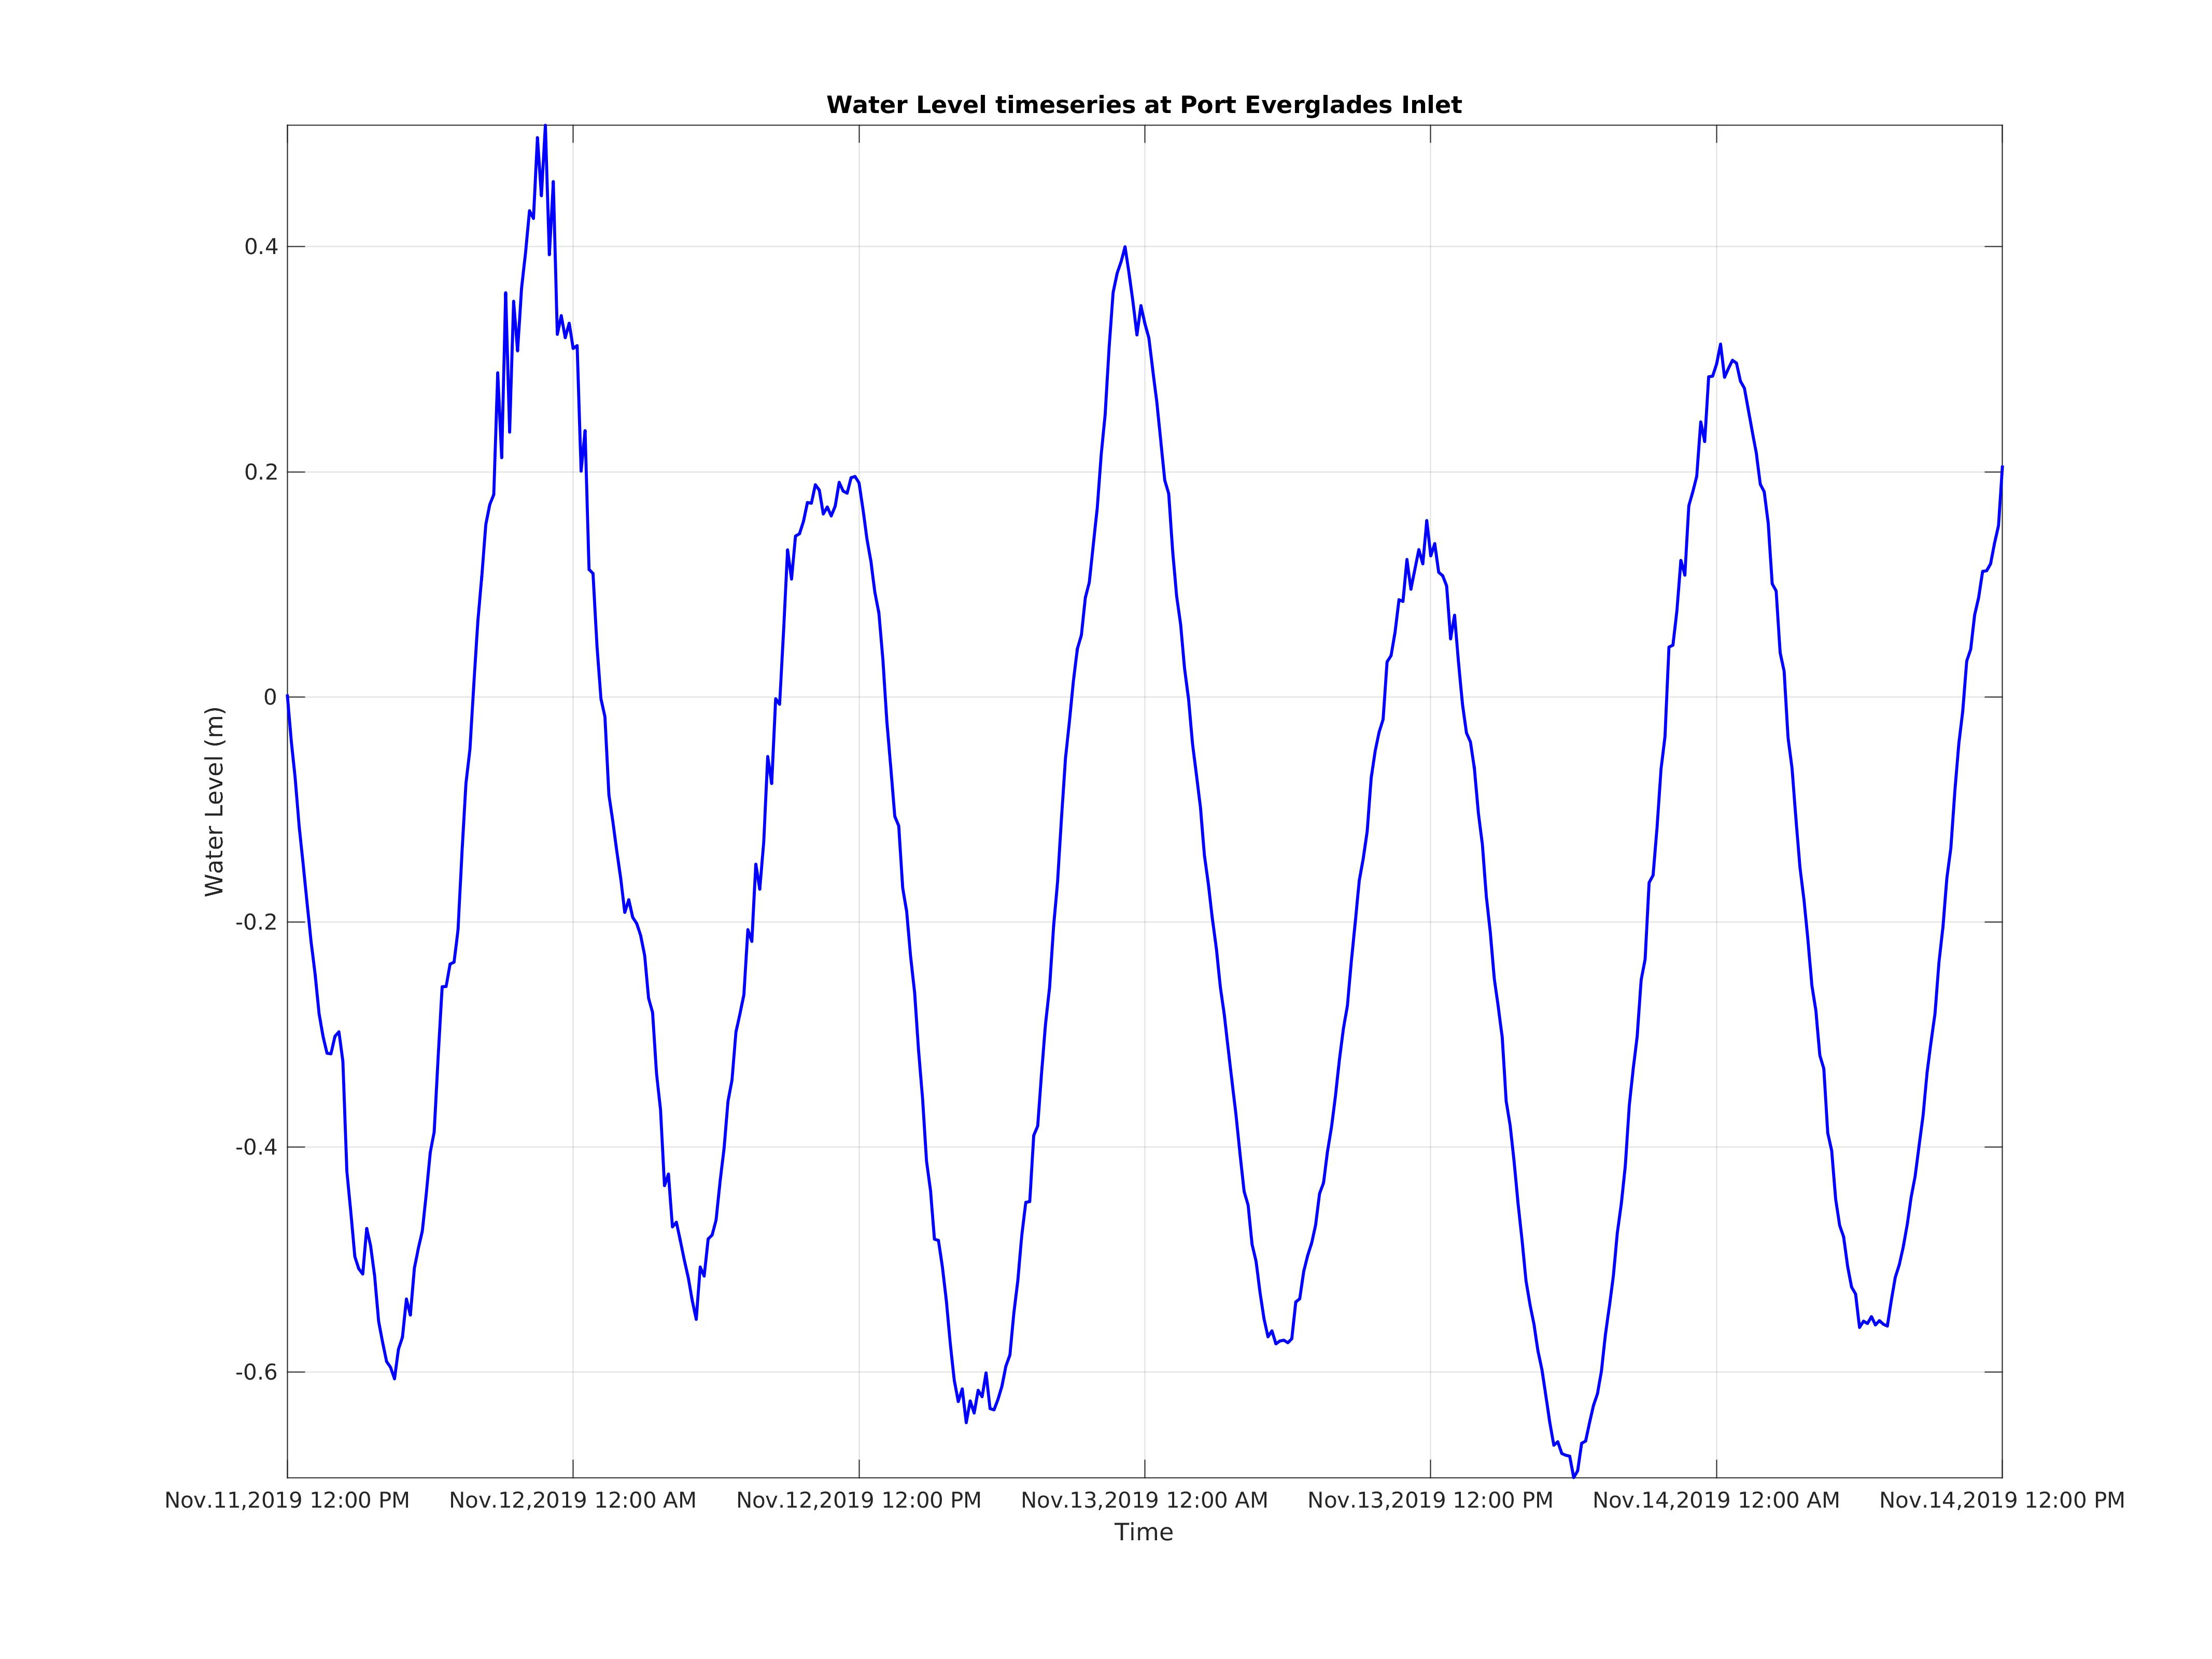 Water Level timeseries at Port Everglades Inlet
0.4
0.2
0
-0.2
-0.4
-0.6
Water Level (m)
Nov.11,2019 12:00 PM
Nov.12,2019 12:00 AM
Nov.12,2019 12:00 PM
Nov.13,2019 12:00 AM
Nov.13,2019 12:00 PM
Nov.14,2019 12:00 AM
Nov.14,2019 12:00 PM
Time